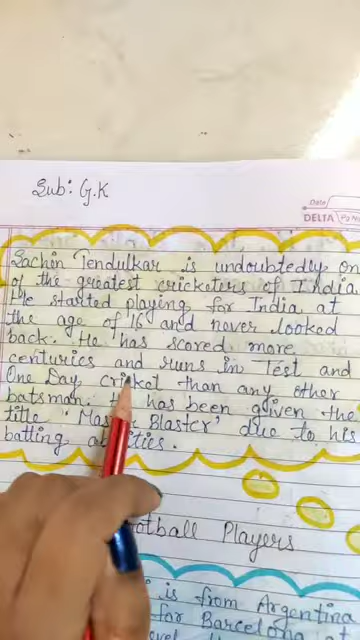 Sub: G.K
Date
DELTA Pg No
Sachin Tendulkar is undoubtedly on
of the greatest cricketers of India
He started playing for India at
the age of 16 and never looked
back. He has scored more
centuries and runs in Test and
One Day cricket than any other
batsman. has been given the
title 'Master Blaster' due to his
batting abilities.
Football Players
is from Argentina
for Barcelona